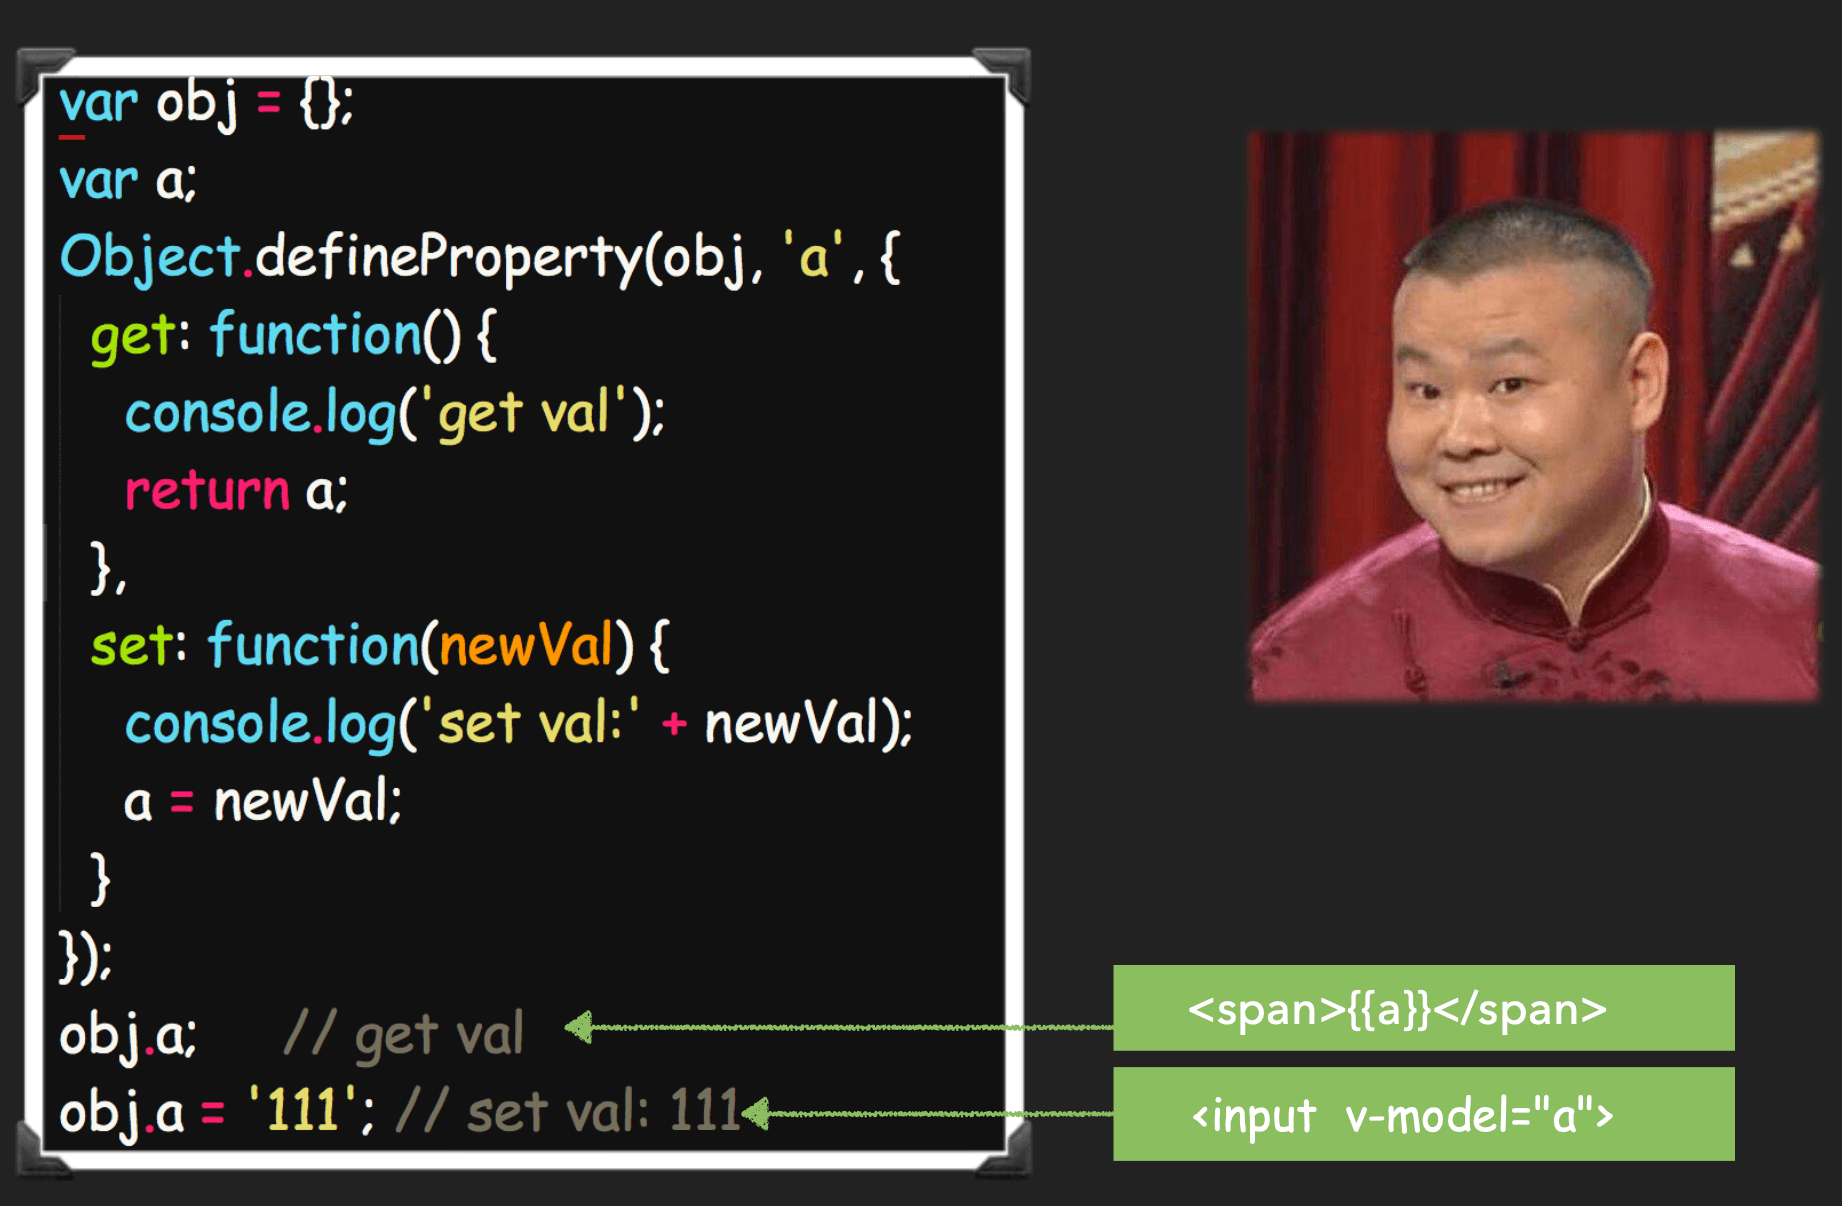 var obj = {};
var a;
Object.defineProperty(obj, 'a', {
get: function() {
console.log('get val');
return a;
},
set: function(newVal) {
console.log('set val:' + newVal);
a = newVal;
}
});
obj.a; // get val
<span>{{a}}</span>
obj.a = '111'; // set val: 111
<input v-model="a">